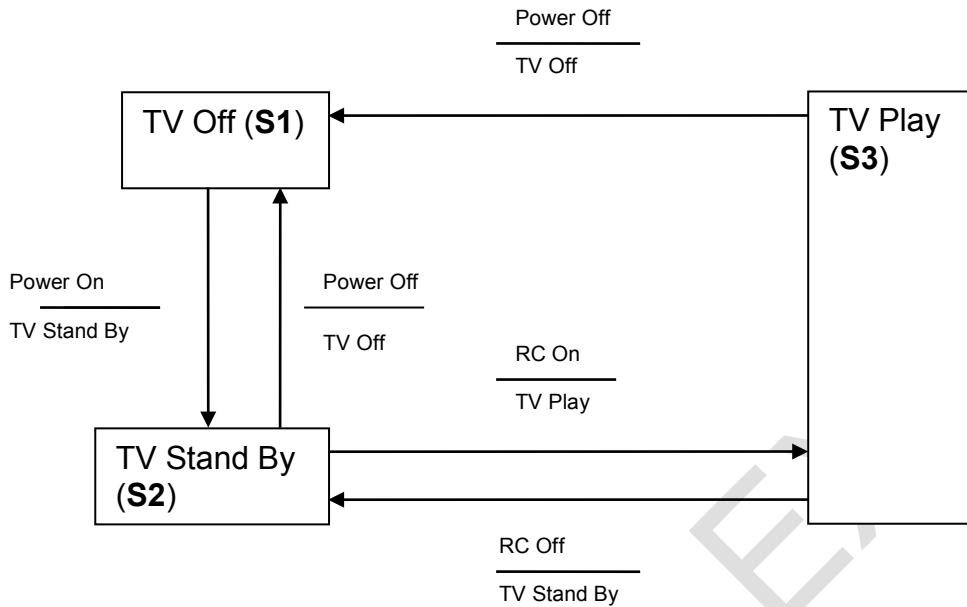 Power Off
TV Off
TV Off (S1)
TV Play
(S3)
Power On
TV Stand By
Power Off
TV Off
RC On
TV Play
TV Stand By
(S2)
RC Off
TV Stand By